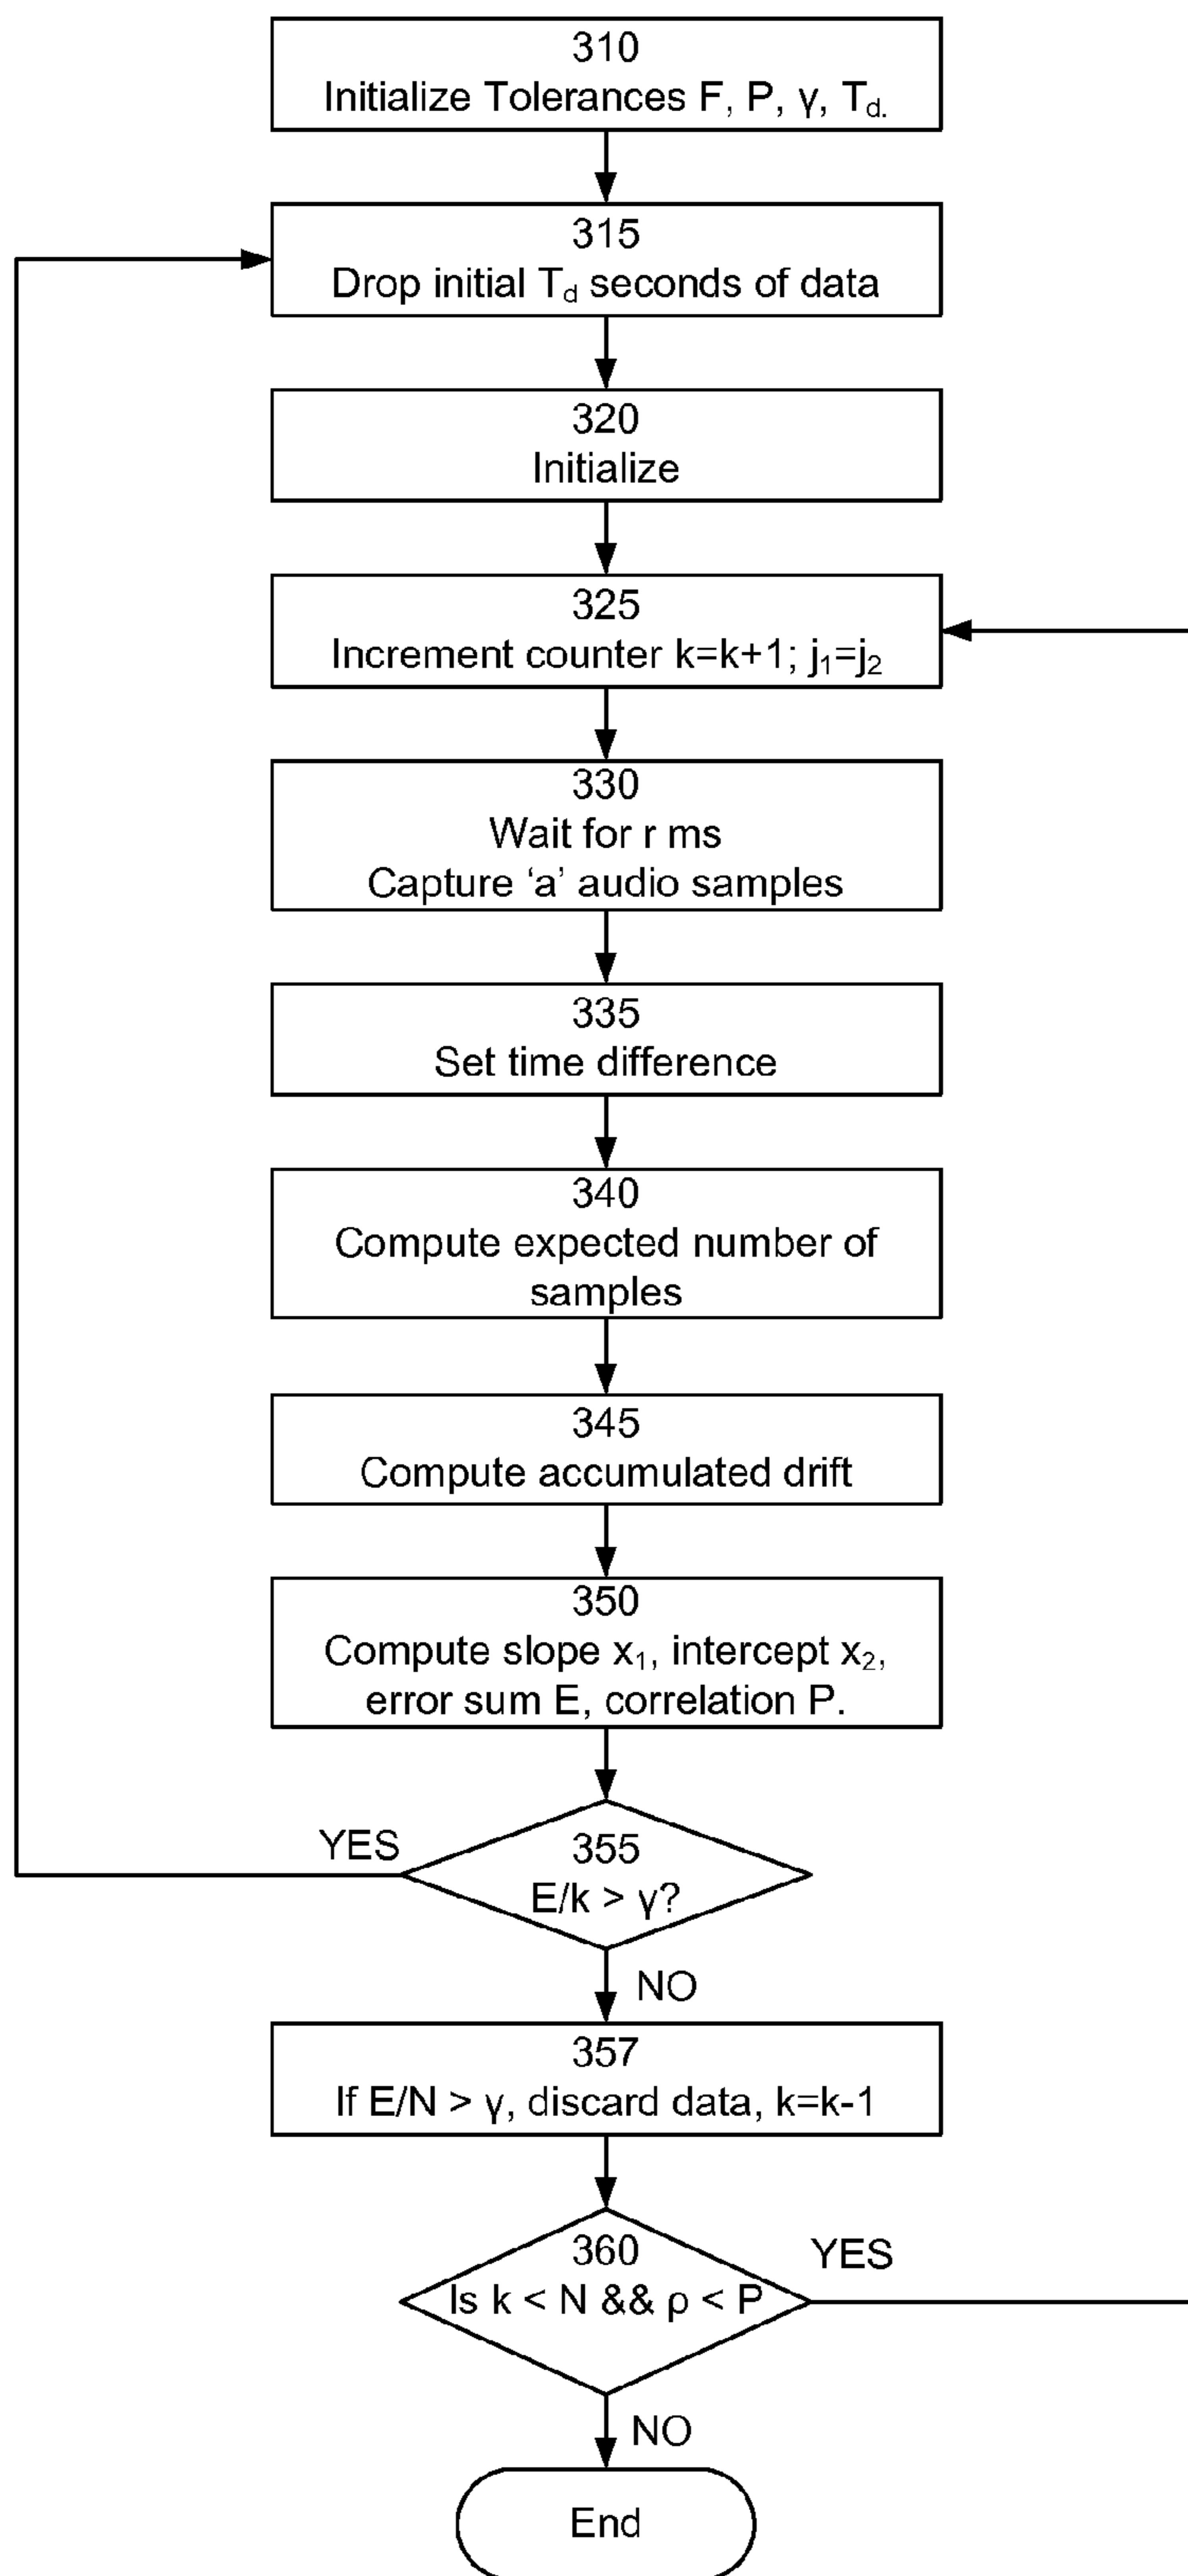 310
Initialize Tolerances F, P, γ, Td.
315
Drop initial Td seconds of data
320
Initialize
325
Increment counter k=k+1; j1=j2
330
Wait for r ms
Capture ‘a’ audio samples
335
Set time difference
340
Compute expected number of
samples
345
Compute accumulated drift
350
Compute slope x1, intercept x2,
error sum E, correlation P.
YES
355
E/k > γ?
NO
357
If E/N > γ, discard data, k=k-1
360
YES
Is k < N && ρ < P
NO
End